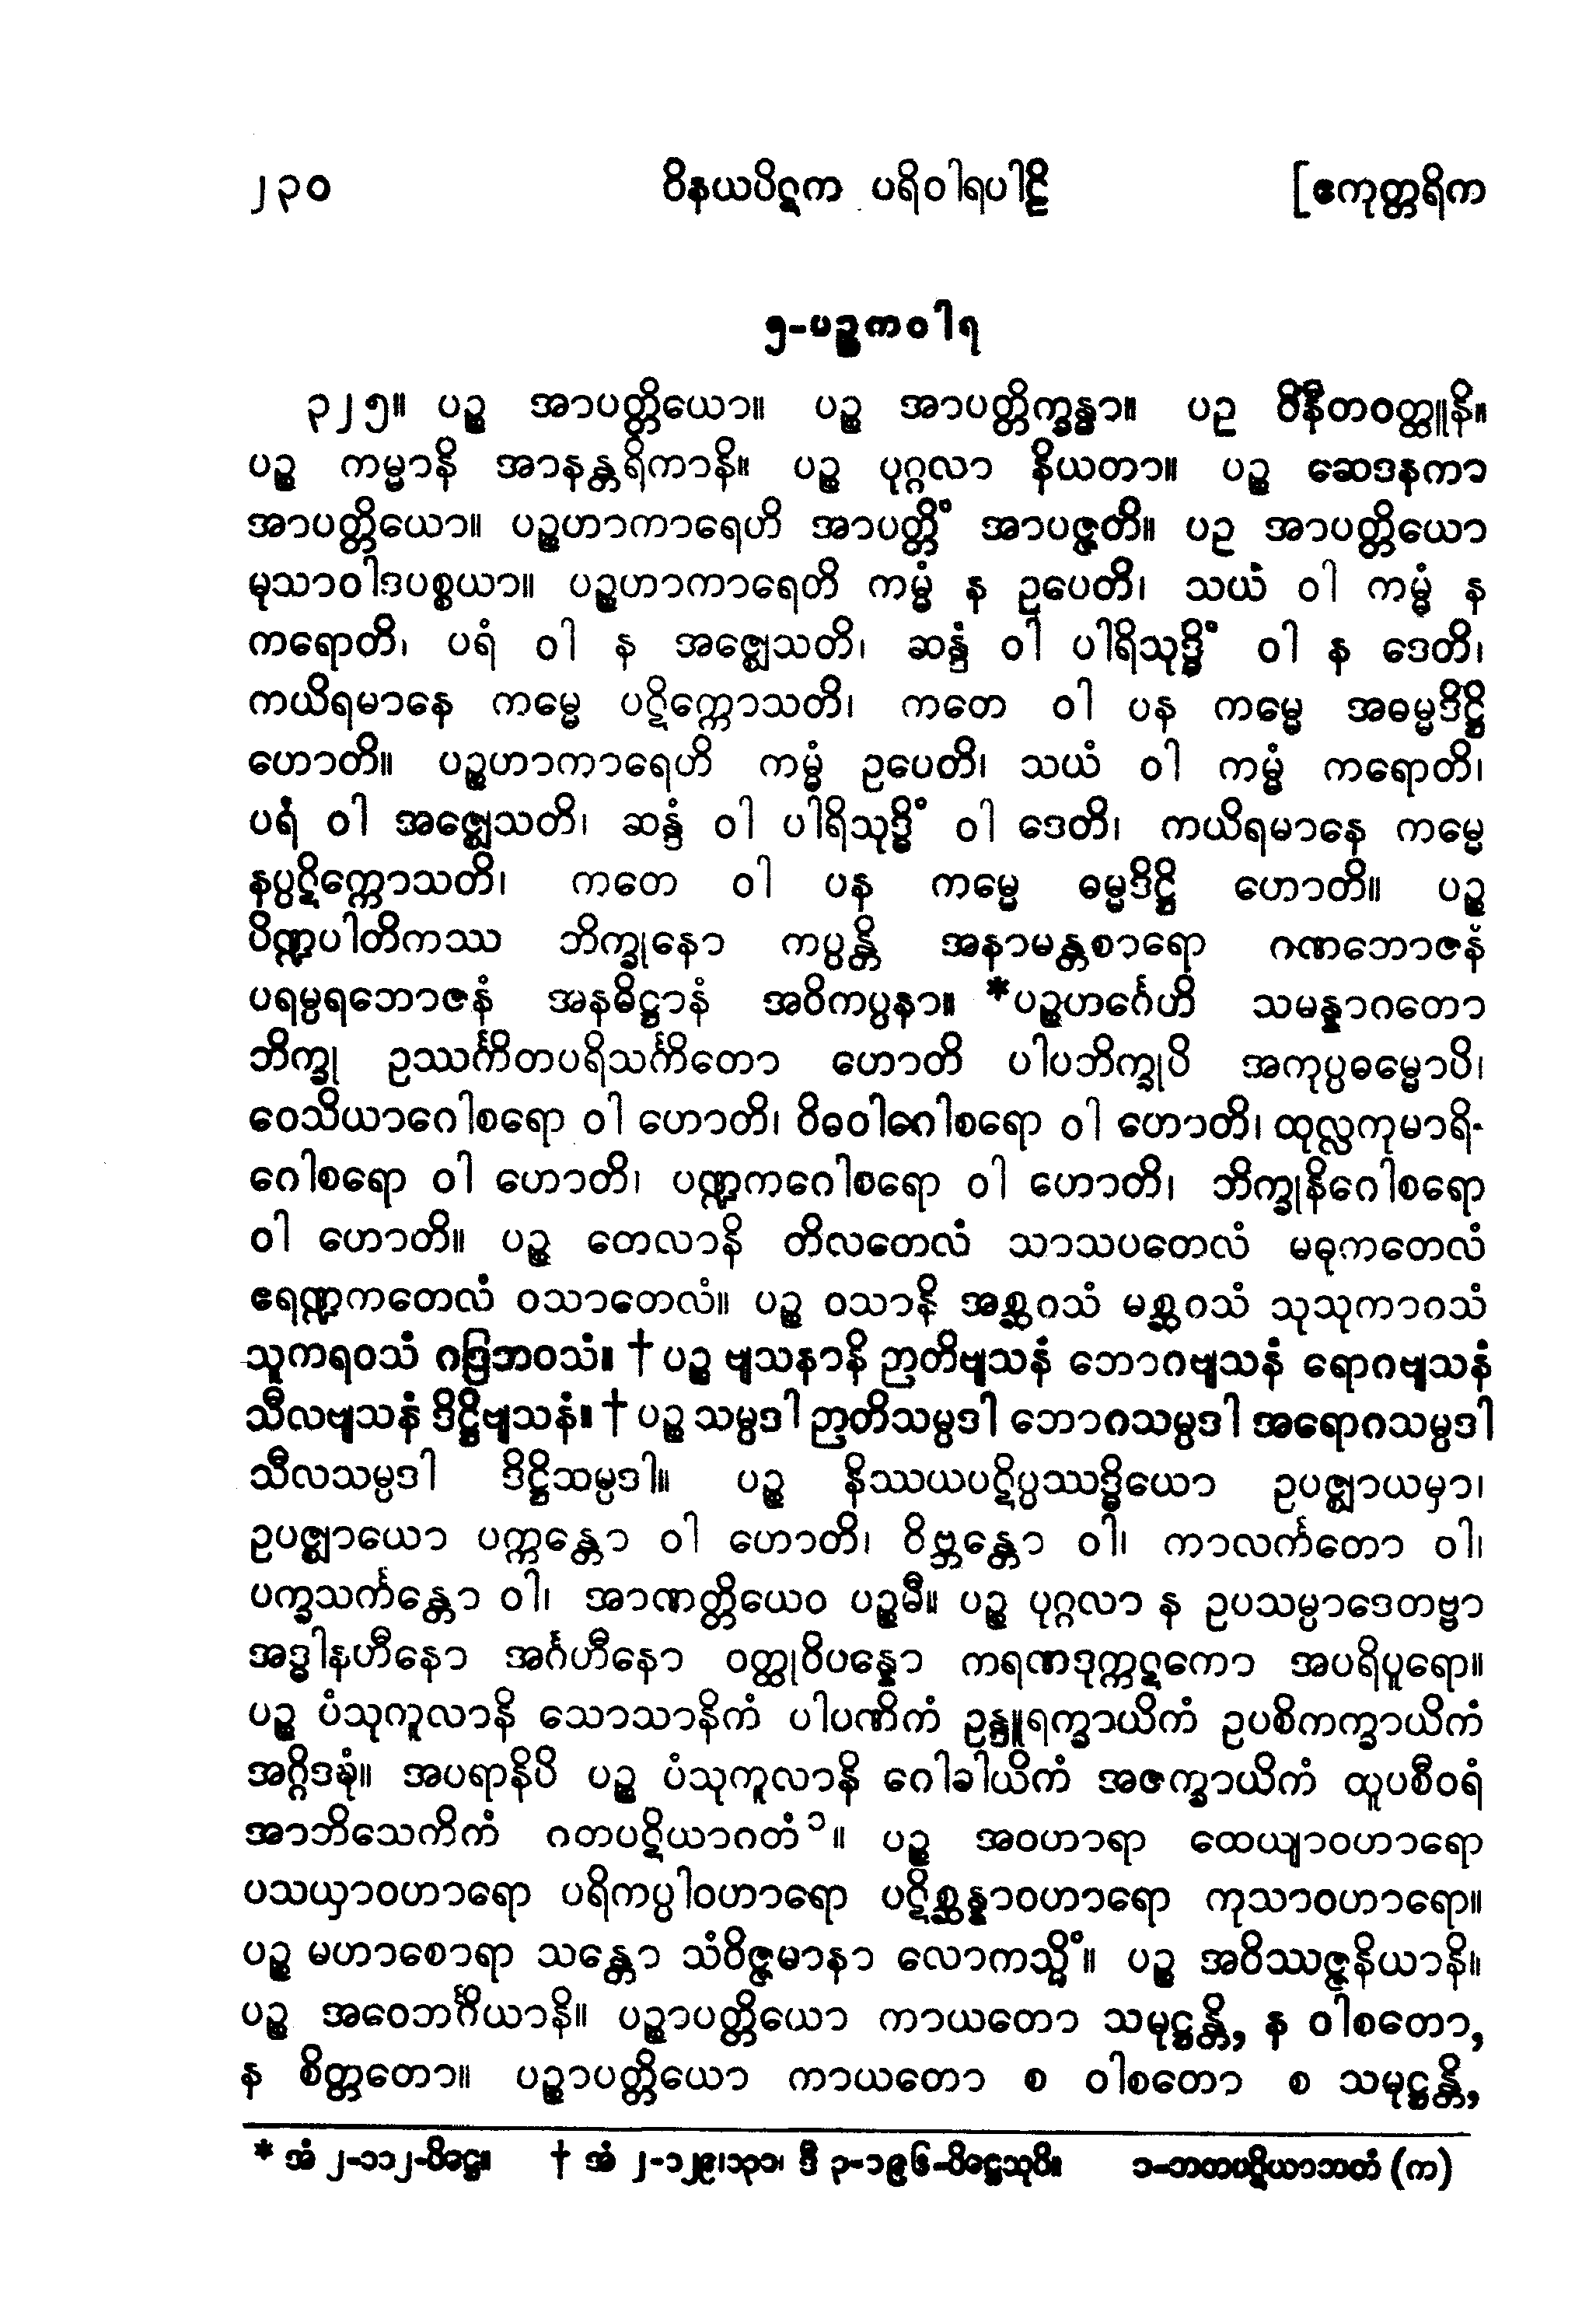 ၂၃၀ ဝိနယပိဋက ပရိဝါရပါဠိ [ဧကုတ္တရိက
၅-ပဉ္စကဝါရ
၃၂၅။ ပဉ္စ အာပတ္တိယော။ ပဉ္စ အာပတ္တိက္ခန္ဓာ။ ပဉ္စ ဝိနီတဝတ္ထူနိ။
ပဉ္စ ကမ္မာနိ အာနန္တရိကာနိ။ ပဉ္စ ပုဂ္ဂလာ နိယတာ။ ပဉ္စ ဆေဒနကာ
အာပတ္တိယော။ ပဉ္စဟာကာရေဟိ အာပတ္တိံ အာပဇ္ဇတိ။ ပဉ္စ အာပတ္တိယော
မုသာဝါဒပစ္စယာ။ ပဉ္စဟာကာရေတိ ကမ္မံ န ဥပေတိ၊ သယံ ဝါ ကမ္မံ န
ကရောတိ၊ ပရံ ဝါ န အဇ္ဈေသတိ၊ ဆန္ဒံ ဝါ ပါရိသုဒ္ဓိံ ဝါ န ဒေတိ၊
ကယိရမာနေ ကမ္မေ ပဋိက္ကောသတိ၊ ကတေ ဝါ ပန ကမ္မေ အဓမ္မဒိဋ္ဌိ
ဟောတိ။ ပဉ္စဟာကာရေဟိ ကမ္မံ ဥပေတိ၊ သယံ ဝါ ကမ္မံ ကရောတိ၊
ပရံ ဝါ အဇ္ဈေသတိ၊ ဆန္ဒံ ဝါ ပါရိသုဒ္ဓိံ ဝါ ဒေတိ၊ ကယိရမာနေ ကမ္မေ
နပ္ပဋိက္ကောသတိ၊ ကတေ ဝါ ပန ကမ္မေ ဓမ္မဒိဋ္ဌိ ဟောတိ။ ပဉ္စ
ပိဏ္ဍပါတိကဿ ဘိက္ခုနော ကပ္ပန္တိ အနာမန္တစာရော ဂဏဘောဇနံ
ပရမ္ပရဘောဇနံ အနဓိဋ္ဌာနံ အဝိကပ္ပနာ။ *ပဉ္စဟင်္ဂေဟိ သမန္နာဂတော
ဘိက္ခု ဥဿင်္ကိတပရိသင်္ကိတော ဟောတိ ပါပဘိက္ခုပိ အကုပ္ပဓမ္မောပိ၊
ဝေသိယာဂေါစရော ဝါ ဟောတိ၊ ဝိဓဝါဂေါစရော ဝါ ဟောတိ၊ ထုလ္လကုမာရိ-
ဂေါစရော ဝါ ဟောတိ၊ ပဏ္ဍကဂေါစရော ဝါ ဟောတိ၊ ဘိက္ခုနိဂေါစရော
ဝါ ဟောတိ။ ပဉ္စ တေလာနိ တိလတေလံ သာသပတေလံ မဓုကတေလံ
ဧရဏ္ဍကတေလံ ဝသာတေလံ။ ပဉ္စ ဝသာနိ အစ္ဆဝသံ မစ္ဆဝသံ သုသုကာဝသံ
သူကရဝသံ ဂဒြဘဝသံ။ † ပဉ္စ ဗျသနာနိ ဉာတိဗျသနံ ဘောဂဗျသနံ ရောဂဗျသနံ
သီလဗျသနံ ဒိဋ္ဌိဗျသနံ။ † ပဉ္စ သမ္ပဒါ ဉာတိသမ္ပဒါ ဘောဂသမ္ပဒါ အရောဂသမ္ပဒါ
သီလသမ္ပဒါ ဒိဋ္ဌိသမ္ပဒါ။ ပဉ္စ နိဿယပဋိပ္ပဿဒ္ဓိယော ဥပဇ္ဈာယမှာ၊
ဥပဇ္ဈာယော ပက္ကန္တော ဝါ ဟောတိ၊ ဝိဗ္ဘန္တော ဝါ၊ ကာလင်္ကတော ဝါ၊
ပက္ခသင်္ကန္တော ဝါ၊ အာဏတ္တိယေဝ ပဉ္စမီ။ ပဉ္စ ပုဂ္ဂလာ န ဥပသမ္ပာဒေတဗ္ဗာ
အဒ္ဓါနဟီနော အင်္ဂဟီနော ဝတ္ထုဝိပန္နော ကရဏဒုက္ကဋကော အပရိပူရော။
ပဉ္စ ပံသုကူလာနိ သောသာနိကံ ပါပဏိကံ ဥန္ဒူရက္ခာယိကံ ဥပစိကက္ခာယိကံ
အဂ္ဂိဒဍ္ဎံ။ အပရာနိပိ ပဉ္စ ပံသုကူလာနိ ဂေါခါယိကံ အဇက္ခာယိကံ ထူပစီဝရံ
အာဘိသေကိကံ ဂတပဋိယာဂတံ၁။ ပဉ္စ အဝဟာရာ ထေယျာဝဟာရော
ပသယှာဝဟာရော ပရိကပ္ပါဝဟာရော ပဋိစ္ဆန္နာဝဟာရော ကုသာဝဟာရော။
ပဉ္စ မဟာစောရာ သန္တော သံဝိဇ္ဇမာနာ လောကသ္မိံ။ ပဉ္စ အဝိဿဇ္ဇနိယာနိ။
ပဉ္စ အဝေဘင်္ဂိယာနိ။ ပဉ္စာပတ္တိယော ကာယတော သမုဋ္ဌန္တိ, န ဝါစတော,
န စိတ္တတော။ ပဉ္စာပတ္တိယော ကာယတော စ ဝါစတော စ သမုဋ္ဌန္တိ,
* အံ ၂-၁၁၂-ပိဋ္ဌေ။ † အံ ၂-၁၂၉၊၁၃၁၊ ဒီ ၃-၁၉၆-ပိဋ္ဌေသုပိ။ ၁-ဘတပဋိယာဘတံ (က)